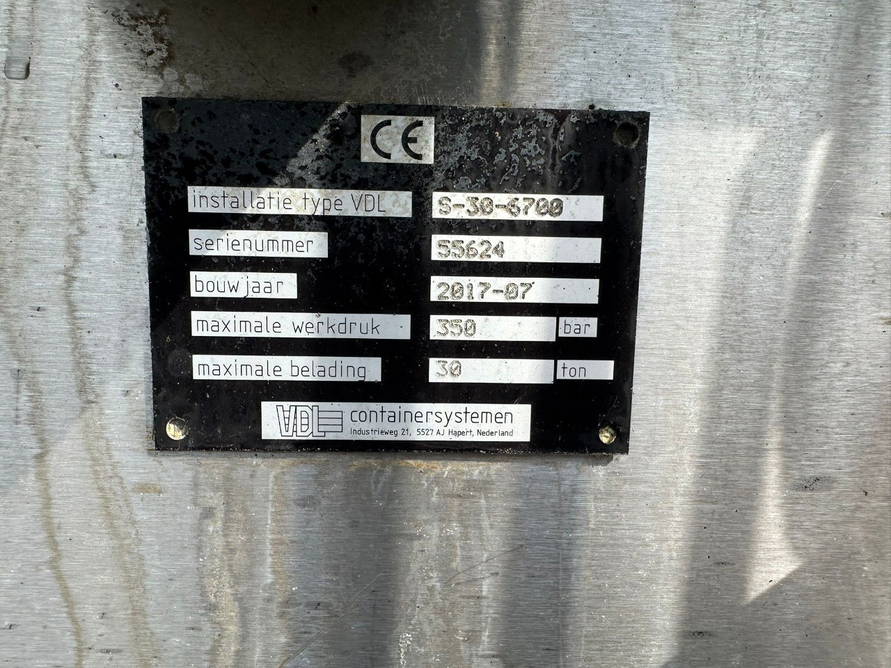 CE
installatie type VDL S-30-6700
serienummer 55624
bouwjaar 2017-07
maximale werkdruk 350 bar
maximale belading 30 ton
VDL containersystemen
Industrieweg 21, 5527 AJ Hapert, Nederland